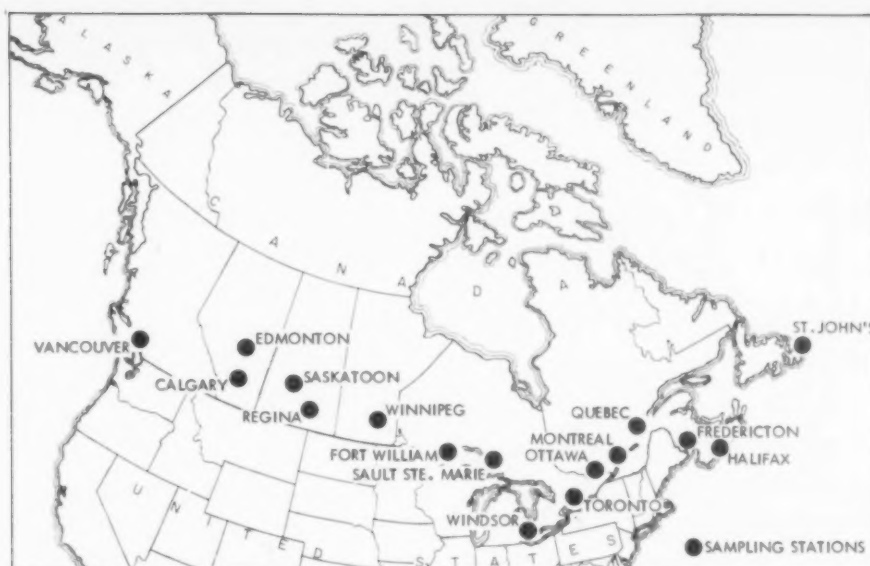 ALASKA
GREENLAND
CANADA
ST. JOHN'S
VANCOUVER
EDMONTON
CALGARY
SASKATOON
REGINA
WINNIPEG
QUEBEC
FREDERICTON
MONTREAL
FORT WILLIAM
OTTAWA
HALIFAX
SAULT STE. MARIE
TORONTO
WINDSOR
UNITED STATES
SAMPLING STATIONS